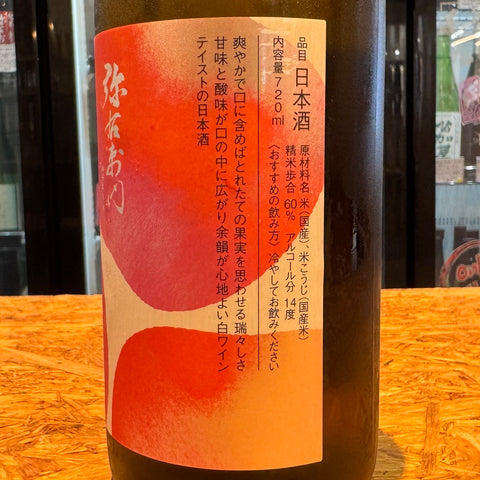 品目 日本酒 原材料名 米(国産)、米こうじ(国産米)
内容量720ml 精米歩合 60% アルコール分 14度
〈おすすめの飲み方〉 冷やしてお飲みください
爽やかで口に含めばとれたての果実を思わせる瑞々しさ
甘味と酸味が口の中に広がり余韻が心地よい白ワイン
テイストの日本酒
弥右衛門